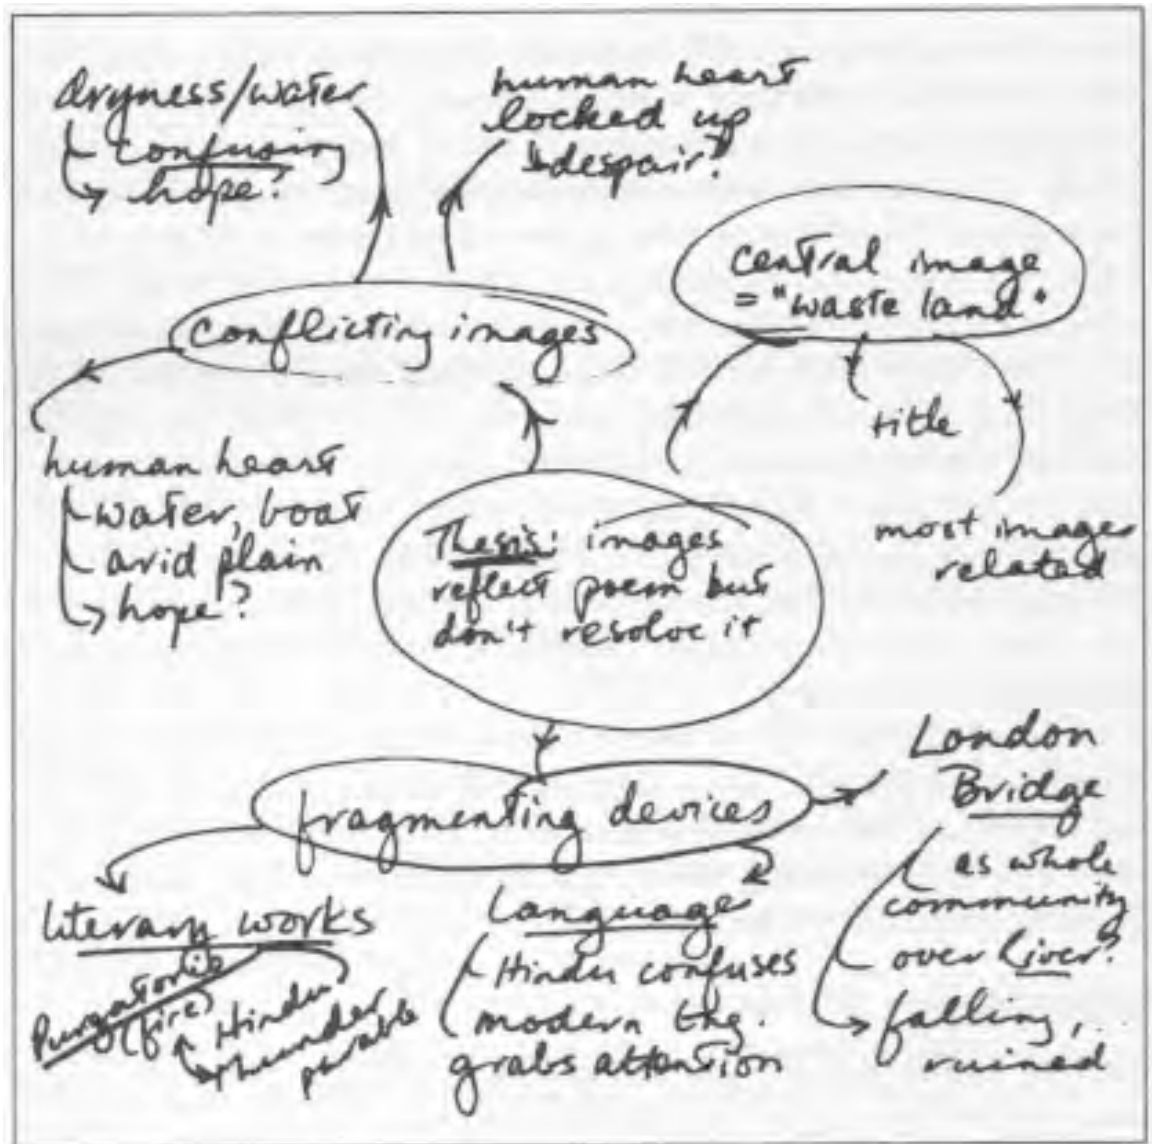 dryness/water
confusing
hope?
human heart
locked up
despair?
conflicting images
central image
= "waste land"
title
most images
related
human heart
water, boat
arid plain
hope?
Thesis: images
reflect poem but
don't resolve it
fragmenting devices
literary works
Purgatorio
(fire)
Hindu
thunder
parable
Language
Hindu confuses
modern
grabs attention
London
Bridge
as whole
community
over
falling,
ruined